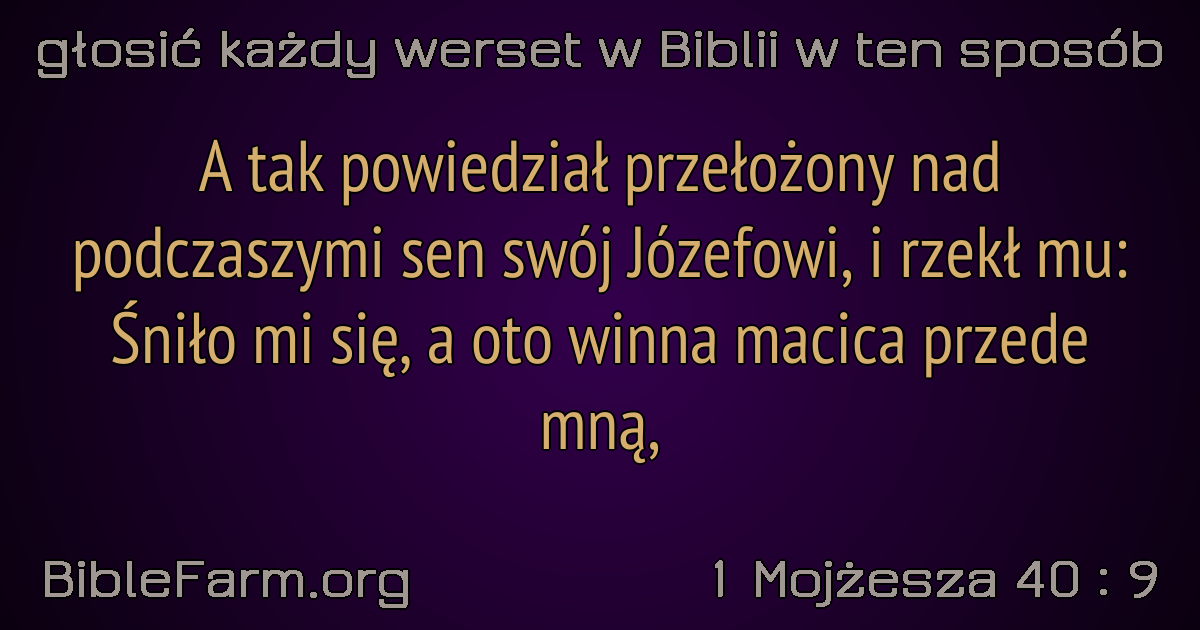 głosić każdy werset w Biblii w ten sposób
A tak powiedział przełożony nad
podczaszymi sen swój Józefowi, i rzekł mu:
Śniło mi się, a oto winna macica przede
mną,
BibleFarm.org
1 Mojżesza 40 : 9